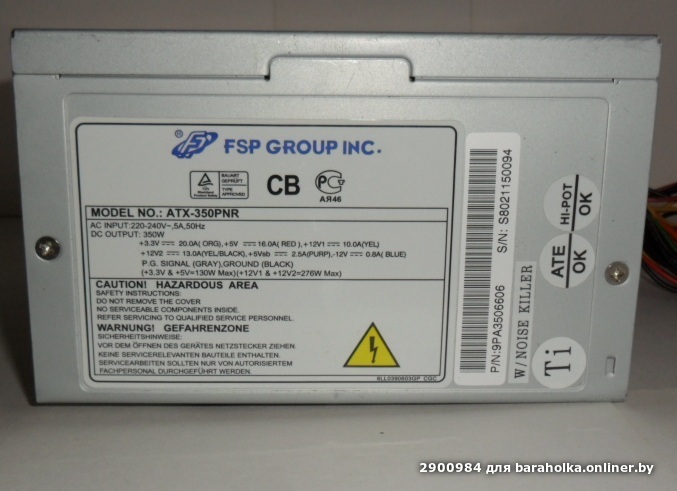 ® FSP GROUP INC.
BAUART GEPRÜFT
TYPE APPROVED
CB
АЯ46
MODEL NO.: ATX-350PNR
AC INPUT:220-240V~,5A,50Hz
DC OUTPUT: 350W
+3.3V ⎓ 20.0A( ORG),+5V ⎓ 16.0A( RED ),+12V1 ⎓ 10.0A(YEL)
+12V2 ⎓ 13.0A(YEL/BLACK),+5Vsb ⎓ 2.5A(PURP),-12V ⎓ 0.8A( BLUE)
P.G. SIGNAL (GRAY),GROUND (BLACK)
(+3.3V & +5V=130W Max)(+12V1 & +12V2=276W Max)
CAUTION! HAZARDOUS AREA
SAFETY INSTRUCTIONS:
DO NOT REMOVE THE COVER
NO SERVICEABLE COMPONENTS INSIDE.
REFER SERVICING TO QUALIFIED SERVICE PERSONNEL.
WARNUNG! GEFAHRENZONE
SICHERHEITSHINWEISE:
VOR DEM ÖFFNEN DES GERÄTES NETZSTECKER ZIEHEN.
KEINE SERVICERELEVANTEN BAUTEILE ENTHALTEN.
SERVICEARBEITEN SOLLTEN NUR VON AUTORISIERTEM
FACHPERSONAL DURCHGEFÜHRT WERDEN.
9LL0390603GP CGC
P/N:9PA3506606
S/N: S8021150094
W/NOISE KILLER
HI-POT OK
ATE OK
Ti
2900984 для baraholka.onliner.by